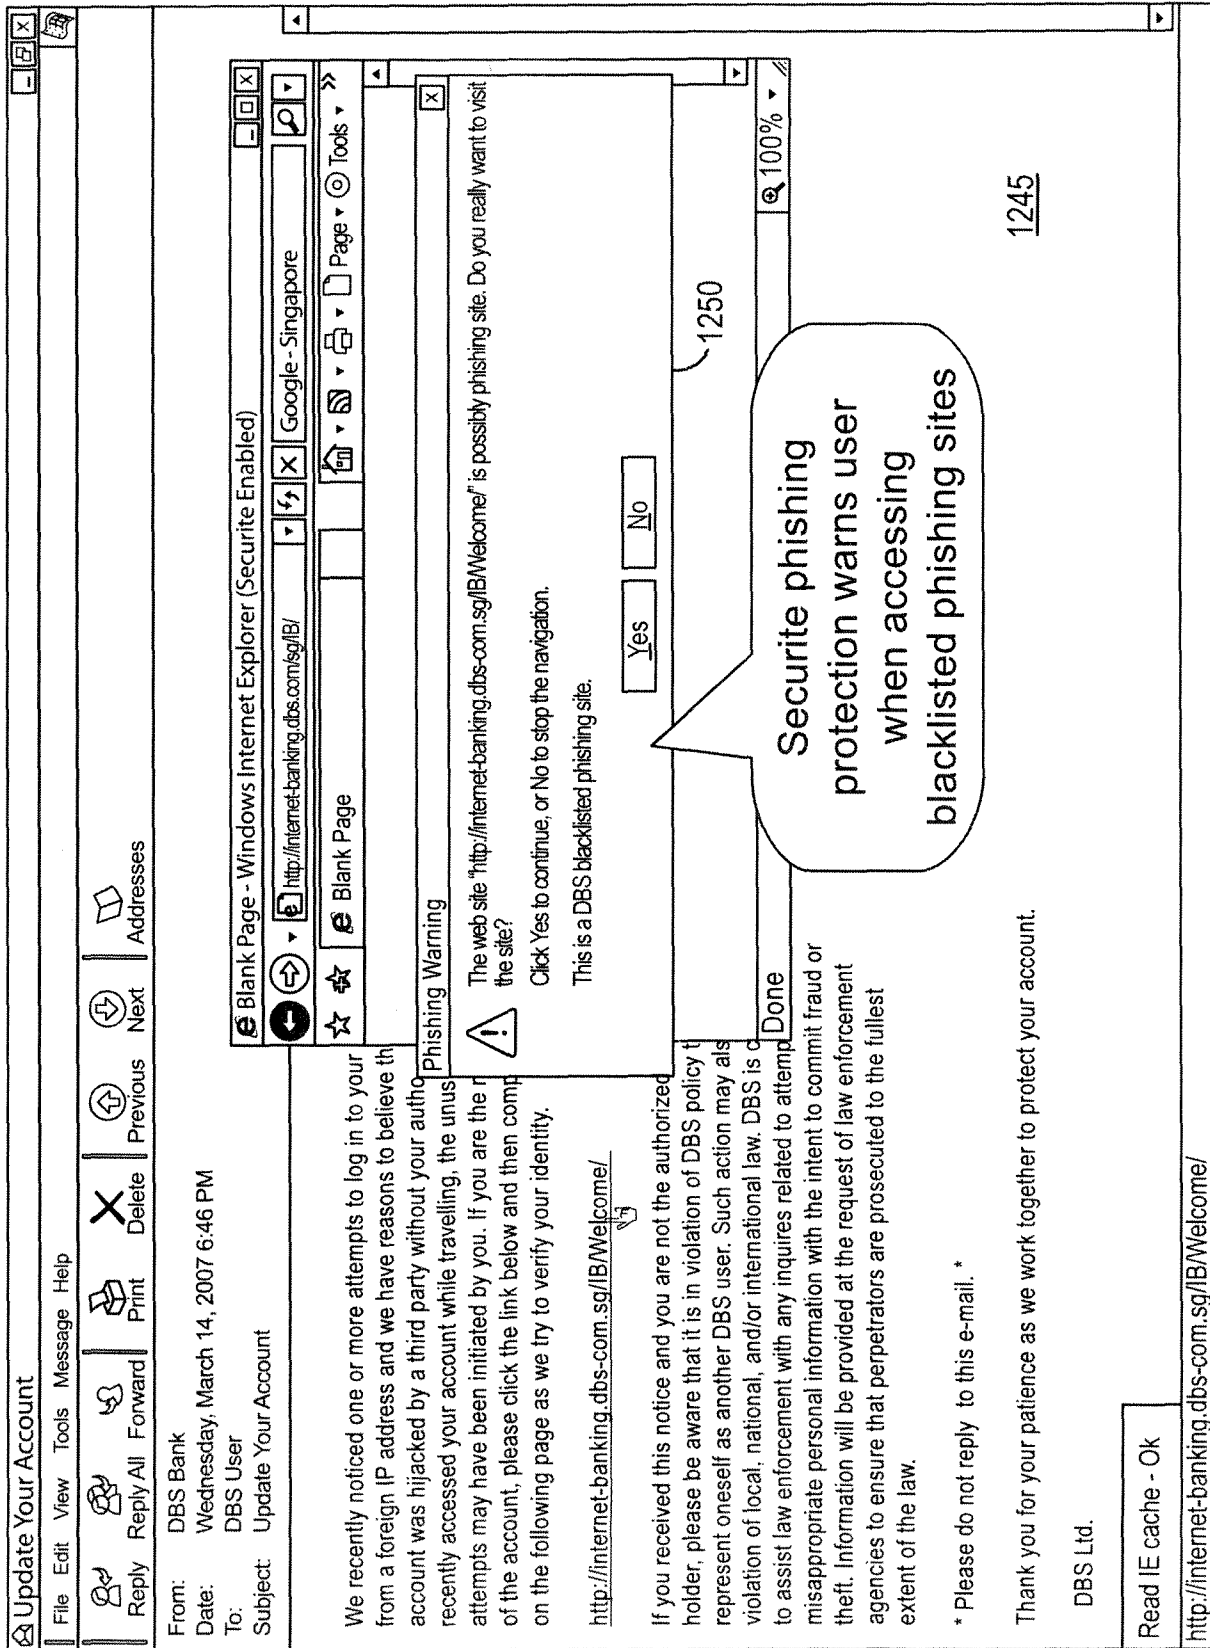 Update Your Account
File Edit View Tools Message Help
Reply Reply All Forward Print Delete Previous Next Addresses
From: DBS Bank
Date: Wednesday, March 14, 2007 6:46 PM
To: DBS User
Subject: Update Your Account
We recently noticed one or more attempts to log in to your
from a foreign IP address and we have reasons to believe th
account was hijacked by a third party without your autho
recently accessed your account while travelling, the unus
attempts may have been initiated by you. If you are the r
of the account, please click the link below and then comp
on the following page as we try to verify your identity.
http://internet-banking.dbs-com.sg/IB/Welcome/
If you received this notice and you are not the authorized
holder, please be aware that it is in violation of DBS policy t
represent oneself as another DBS user. Such action may als
violation of local, national, and/or international law. DBS is c
to assist law enforcement with any inquires related to attemp
misappropriate personal information with the intent to commit fraud or
theft. Information will be provided at the request of law enforcement
agencies to ensure that perpetrators are prosecuted to the fullest
extent of the law.
* Please do not reply to this e-mail. *
Thank you for your patience as we work together to protect your account.
DBS Ltd.
Blank Page - Windows Internet Explorer (Securite Enabled)
http://internet-banking.dbs.com/sg/IB/ Google - Singapore
Blank Page Page Tools »
Phishing Warning
The web site "http://internet-banking.dbs-com.sg/IB/Welcome/" is possibly phishing site. Do you really want to visit
the site?
Click Yes to continue, or No to stop the navigation.
This is a DBS blacklisted phishing site.
Yes No
1250
Done 100%
Securite phishing
protection warns user
when accessing
blacklisted phishing sites
1245
Read IE cache - Ok
http://internet-banking.dbs-com.sg/IB/Welcome/